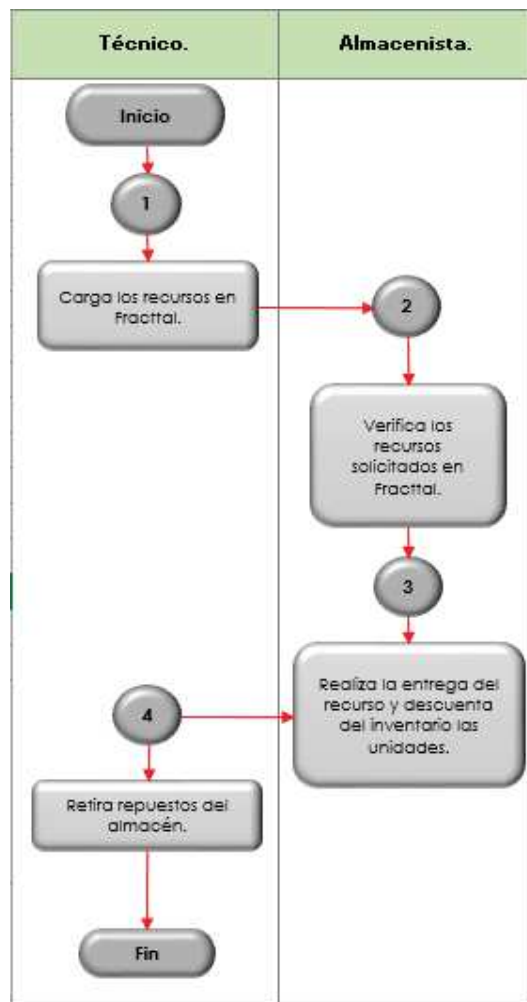 Técnico.
Almacenista.
Inicio
1
Carga los recursos en
Fracttal.
2
Verifica los
recursos
solicitados en
Fracttal.
3
Realiza la entrega del
recurso y descuenta
del inventario las
unidades.
4
Retira repuestos del
almacén.
Fin